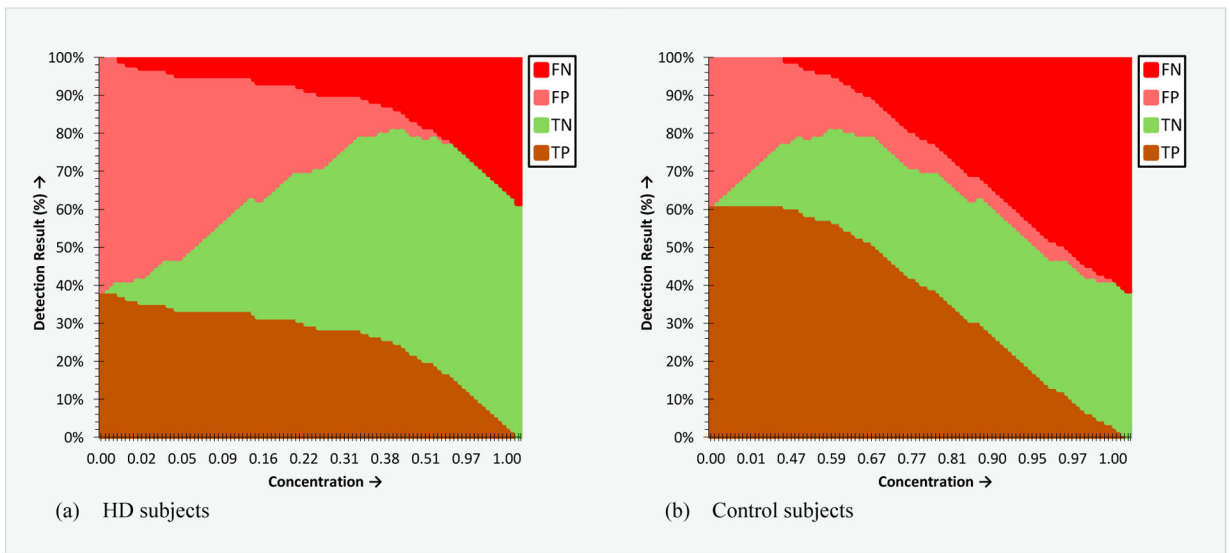 100%
90%
80%
70%
60%
50%
40%
30%
20%
10%
0%
Detection Result (%) →
0.00 0.02 0.05 0.09 0.16 0.22 0.31 0.38 0.51 0.97 1.00
Concentration →
FN
FP
TN
TP
(a) HD subjects
100%
90%
80%
70%
60%
50%
40%
30%
20%
10%
0%
Detection Result (%) →
0.00 0.01 0.47 0.59 0.67 0.77 0.81 0.90 0.95 0.97 1.00
Concentration →
FN
FP
TN
TP
(b) Control subjects